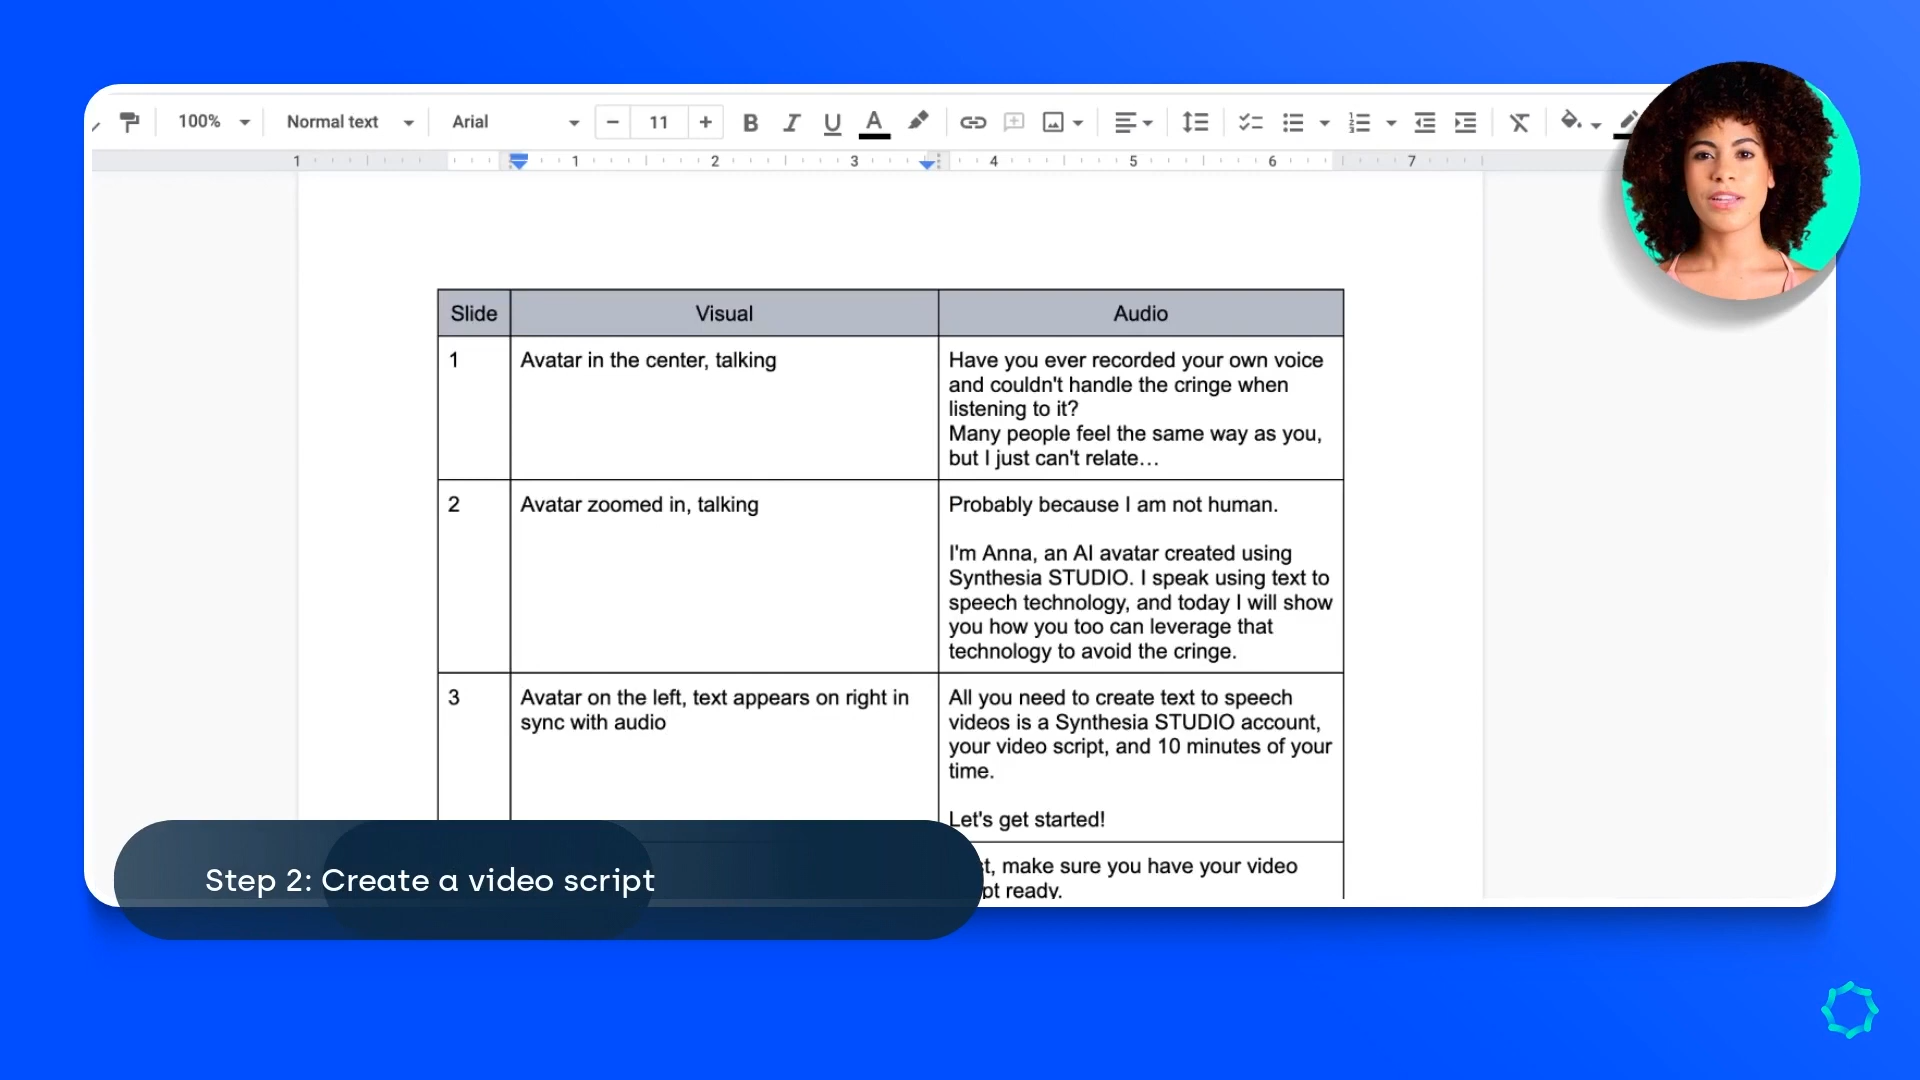 100% Normal text Arial 11 B I U A
1 1 2 3 4 5 6 7
Slide Visual Audio
1 Avatar in the center, talking
Have you ever recorded your own voice
and couldn't handle the cringe when
listening to it?
Many people feel the same way as you,
but I just can't relate…
2 Avatar zoomed in, talking
Probably because I am not human.
I'm Anna, an AI avatar created using
Synthesia STUDIO. I speak using text to
speech technology, and today I will show
you how you too can leverage that
technology to avoid the cringe.
3 Avatar on the left, text appears on right in
sync with audio
All you need to create text to speech
videos is a Synthesia STUDIO account,
your video script, and 10 minutes of your
time.
Let's get started!
make sure you have your video
ready.
Step 2: Create a video script